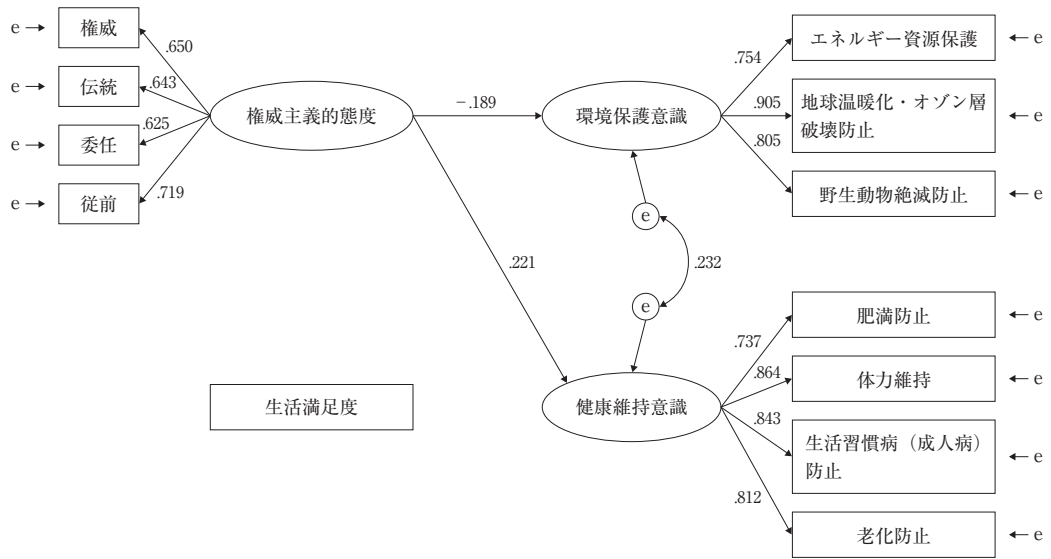 e
権威
.650
e
伝統
.643
e
委任
.625
e
従前
.719
権威主義的態度
−.189
.221
環境保護意識
.754
エネルギー資源保護
e
.905
地球温暖化・オゾン層
破壊防止
e
.805
野生動物絶滅防止
e
e
.232
e
生活満足度
健康維持意識
.737
肥満防止
e
.864
体力維持
e
.843
生活習慣病（成人病）
防止
e
.812
老化防止
e